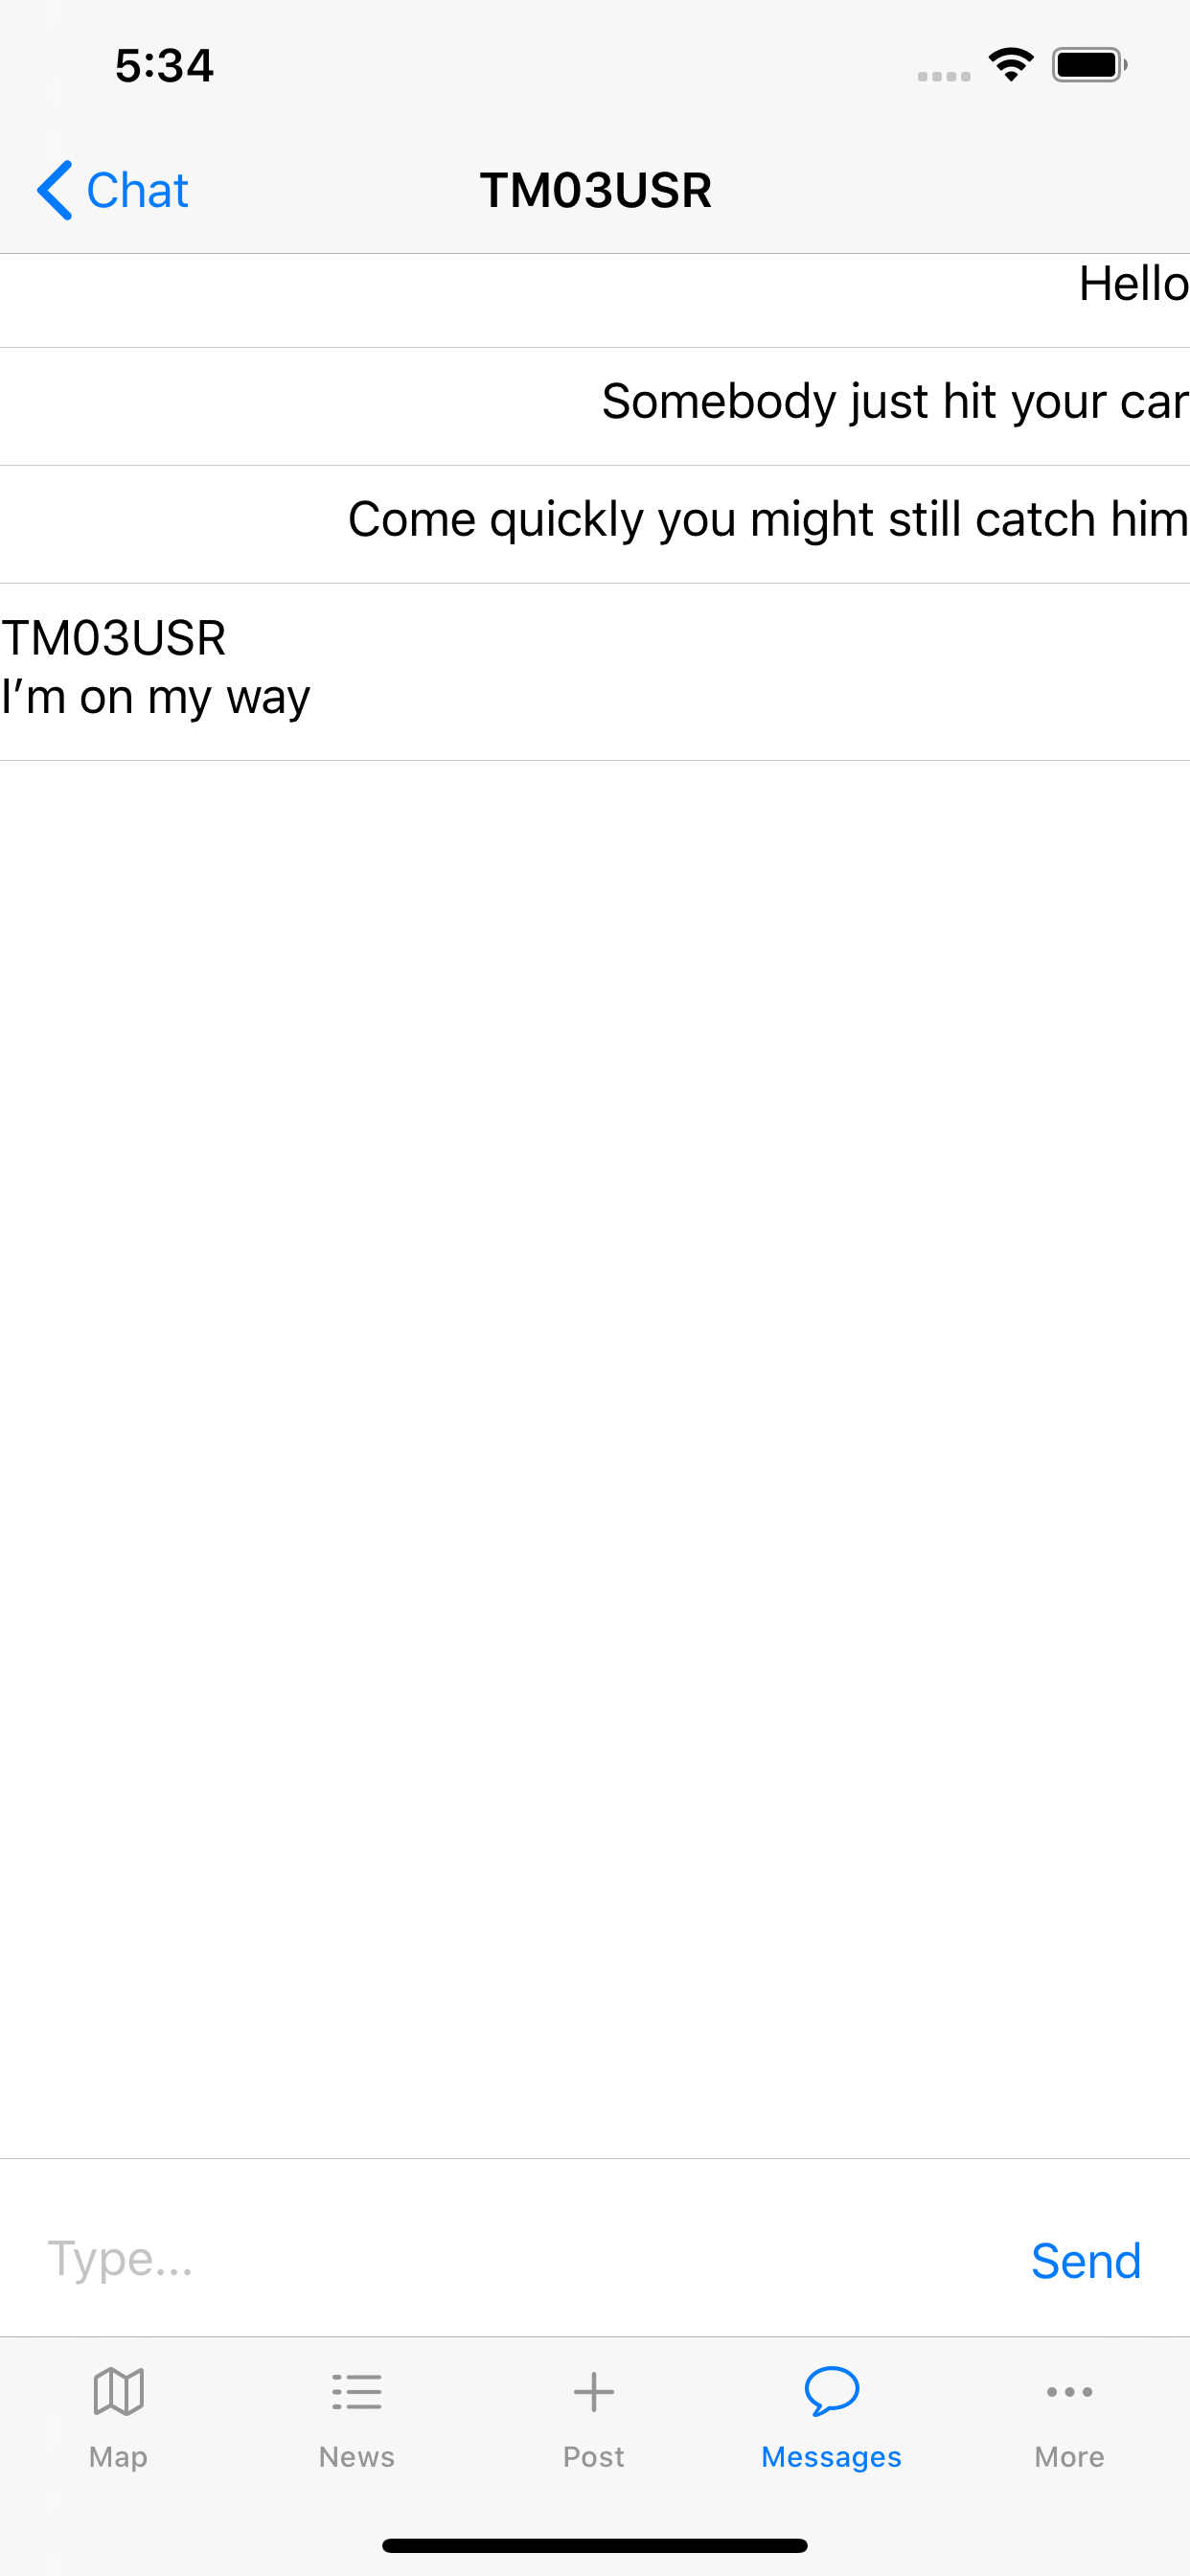 5:34
Chat
TM03USR
Hello
Somebody just hit your car
Come quickly you might still catch him
TM03USR
I’m on my way
Type...
Send
Map
News
Post
Messages
More